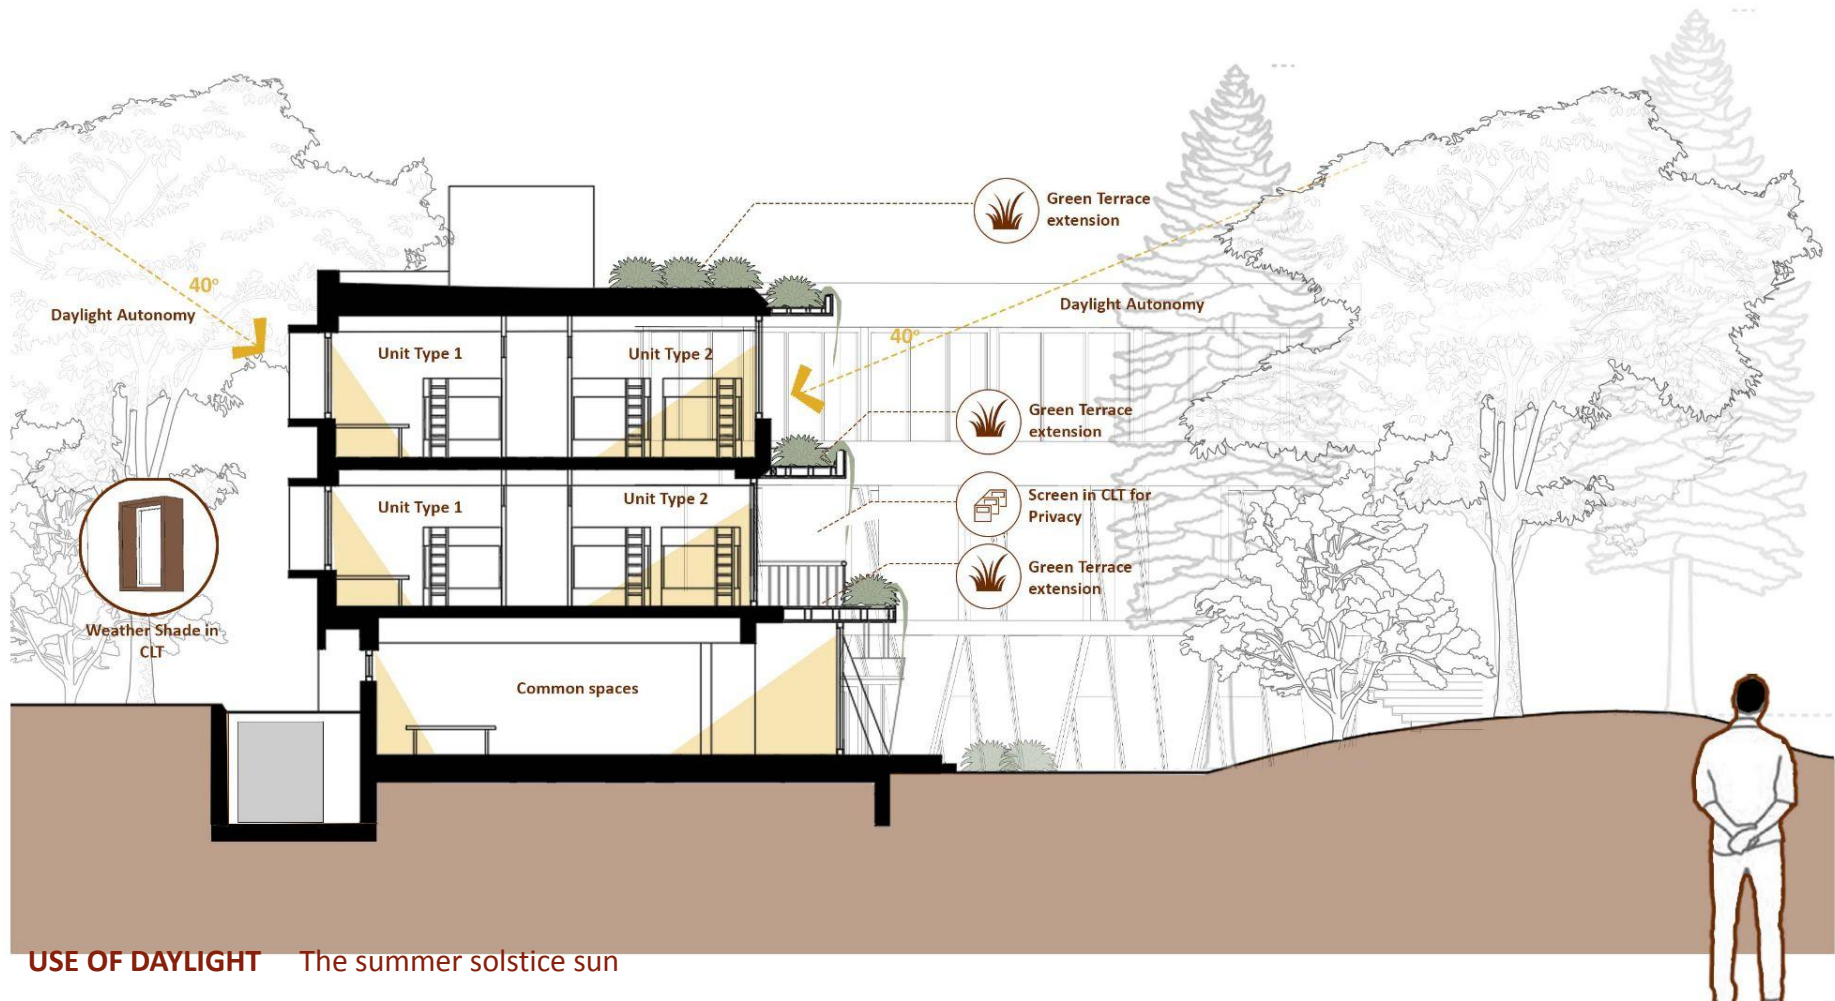 Green Terrace
extension
40°
Daylight Autonomy
Daylight Autonomy
40°
Unit Type 1
Unit Type 2
Green Terrace
extension
Unit Type 1
Unit Type 2
Screen in CLT for
Privacy
Green Terrace
extension
Weather Shade in
CLT
Common spaces
USE OF DAYLIGHT The summer solstice sun